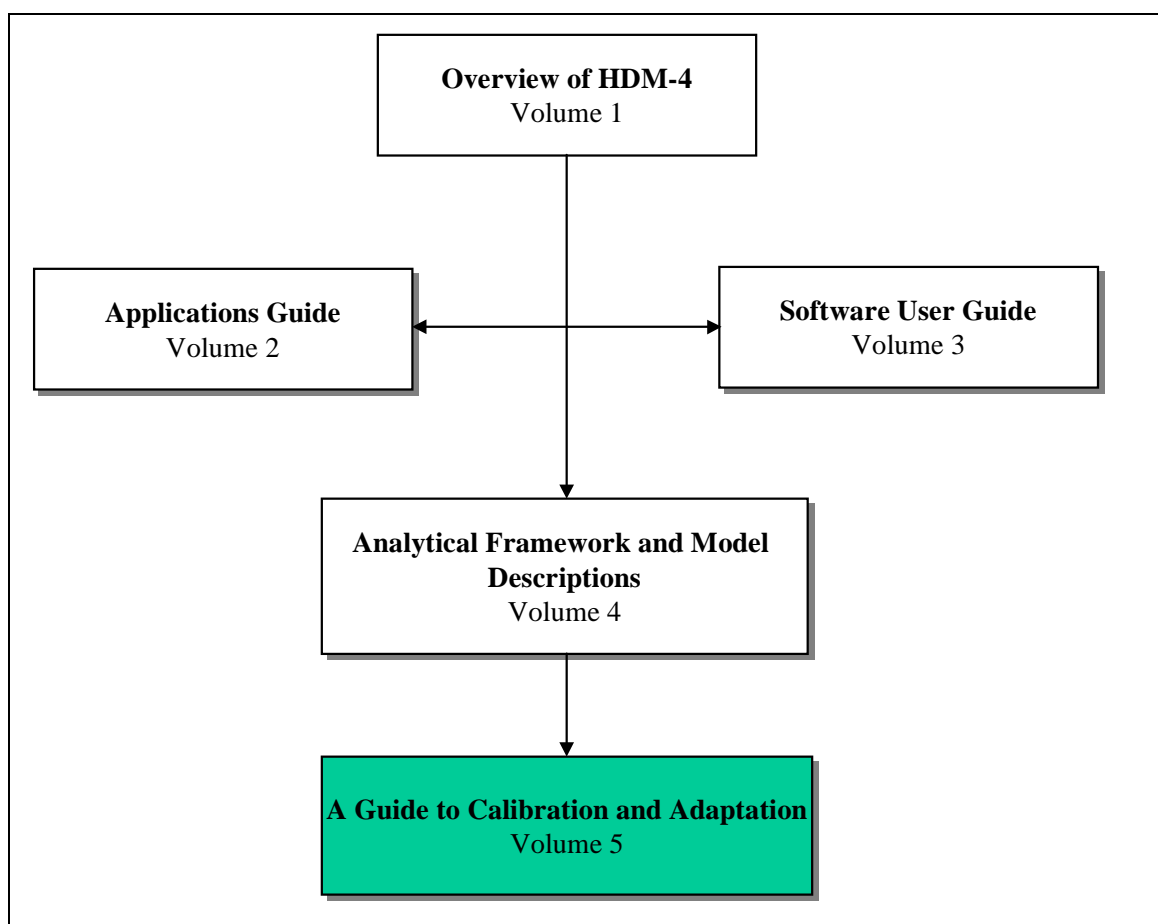 Overview of HDM-4
Volume 1
Applications Guide
Volume 2
Software User Guide
Volume 3
Analytical Framework and Model
Descriptions
Volume 4
A Guide to Calibration and Adaptation
Volume 5